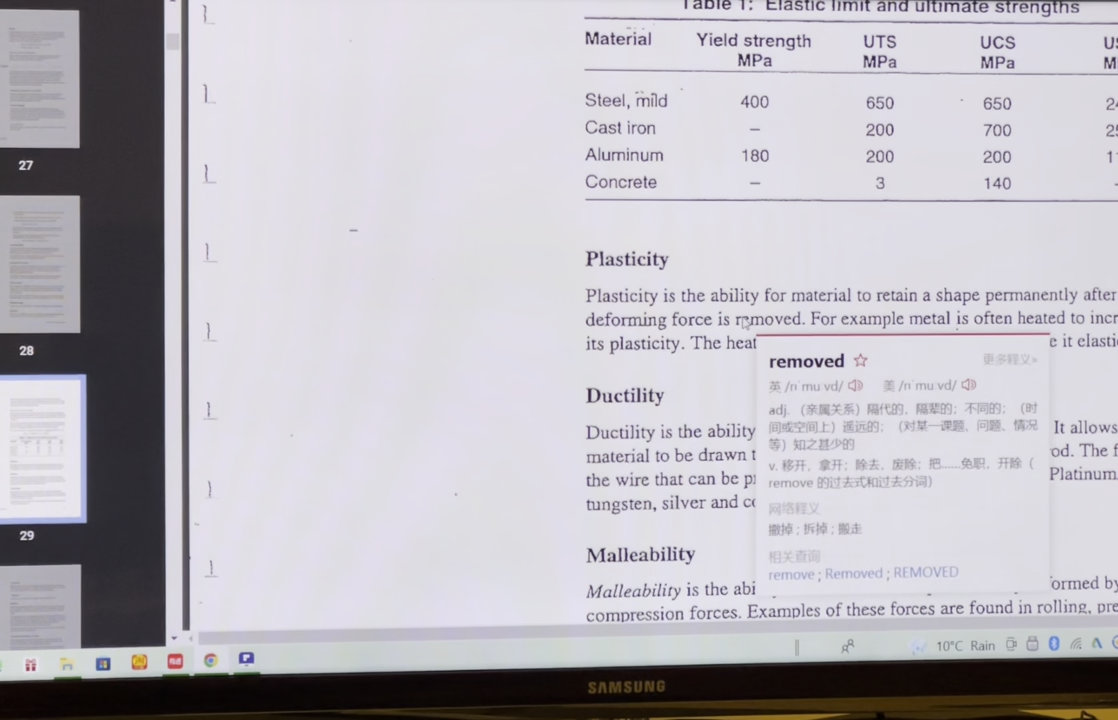 Table 1: Elastic limit and ultimate strengths
Material Yield strength UTS UCS
MPa MPa MPa
Steel, mild 400 650 650
Cast iron – 200 700
Aluminum 180 200 200
Concrete – 3 140
27
28
29
Plasticity
Plasticity is the ability for material to retain a shape permanently after
deforming force is removed. For example metal is often heated to incr
its plasticity. The heat e it elasti
Ductility
Ductility is the ability It allows
material to be drawn t od. The f
the wire that can be pr Platinum
tungsten, silver and co
Malleability
Malleability is the abi ormed by
compression forces. Examples of these forces are found in rolling, pre
removed 更多释义»
英 /rɪˈmuːvd/ 美 /rɪˈmuːvd/
adj. （亲属关系）隔代的，隔辈的；不同的；（时
间或空间上）遥远的；（对某一课题、问题、情况
等）知之甚少的
v. 移开，拿开；除去，废除；把……免职，开除（
remove 的过去式和过去分词）
网络释义
撤掉 ; 拆掉 ; 搬走
相关查询
remove ; Removed ; REMOVED
10°C Rain
SAMSUNG